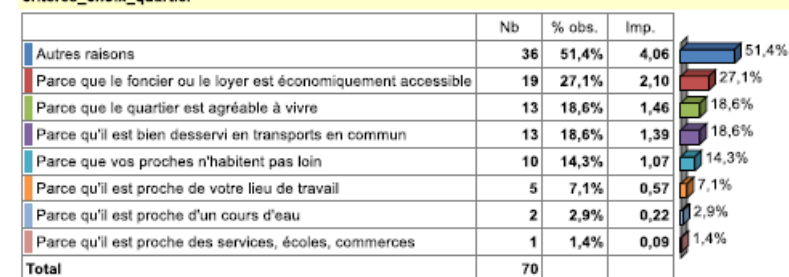 criteres_choix_quartier
Nb % obs. Imp.
Autres raisons 36 51,4% 4,06 51,4%
Parce que le foncier ou le loyer est économiquement accessible 19 27,1% 2,10 27,1%
Parce que le quartier est agréable à vivre 13 18,6% 1,46 18,6%
Parce qu'il est bien desservi en transports en commun 13 18,6% 1,39 18,6%
Parce que vos proches n'habitent pas loin 10 14,3% 1,07 14,3%
Parce qu'il est proche de votre lieu de travail 5 7,1% 0,57 7,1%
Parce qu'il est proche d'un cours d'eau 2 2,9% 0,22 2,9%
Parce qu'il est proche des services, écoles, commerces 1 1,4% 0,09 1,4%
Total 70